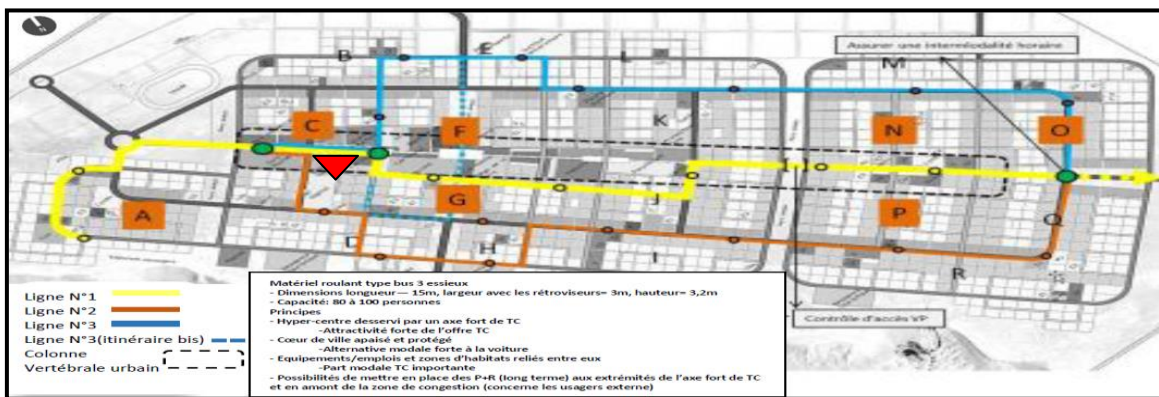 Assurer une intermlodalité horaire
B
E
L
M
C
F
K
N
O
A
G
J
P
D
H
I
Q
R
Contrôle d'accès VP
Ligne N°1
Ligne N°2
Ligne N°3
Ligne N°3(itinéraire bis)
Colonne
Vertébrale urbain
Matériel roulant type bus 3 essieux
- Dimensions longueur— 15m, largeur avec les rétroviseurs= 3m, hauteur= 3,2m
- Capacité: 80 à 100 personnes
Principes
- Hyper-centre desservi par un axe fort de TC
-Attractivité forte de l'offre TC
- Cœur de ville apaisé et protégé
-Alternative modale forte à la voiture
- Equipements/emplois et zones d'habitats reliés entre eux
-Part modale TC importante
- Possibilités de mettre en place des P+R (long terme) aux extrémités de l'axe fort de TC
et en amont de la zone de congestion (concerne les usagers externe)